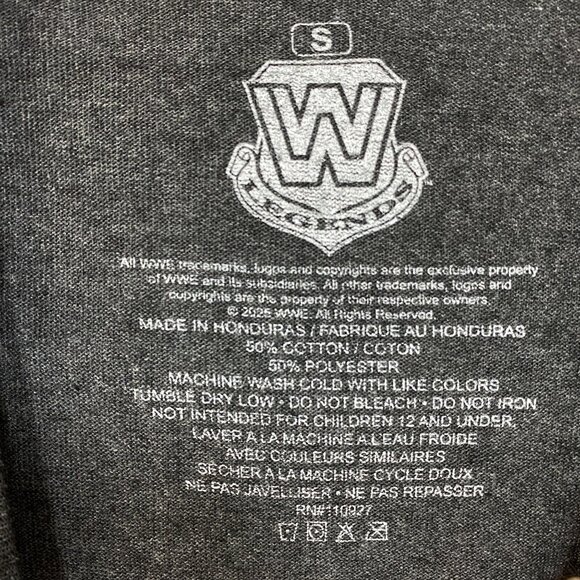 S
W
LEGENDS
All WWE trademarks, logos and copyrights are the exclusive property
of WWE and its subsidiaries. All other trademarks, logos and
copyrights are the property of their respective owners.
© 2025 WWE. All Rights Reserved.
MADE IN HONDURAS / FABRIQUE AU HONDURAS
50% COTTON / COTON
50% POLYESTER
MACHINE WASH COLD WITH LIKE COLORS
TUMBLE DRY LOW • DO NOT BLEACH • DO NOT IRON
NOT INTENDED FOR CHILDREN 12 AND UNDER.
LAVER A LA MACHINE A L'EAU FROIDE
AVEC COULEURS SIMILAIRES
SÉCHER A LA MACHINE CYCLE DOUX
NE PAS JAVELLISER • NE PAS REPASSER
RN#110927